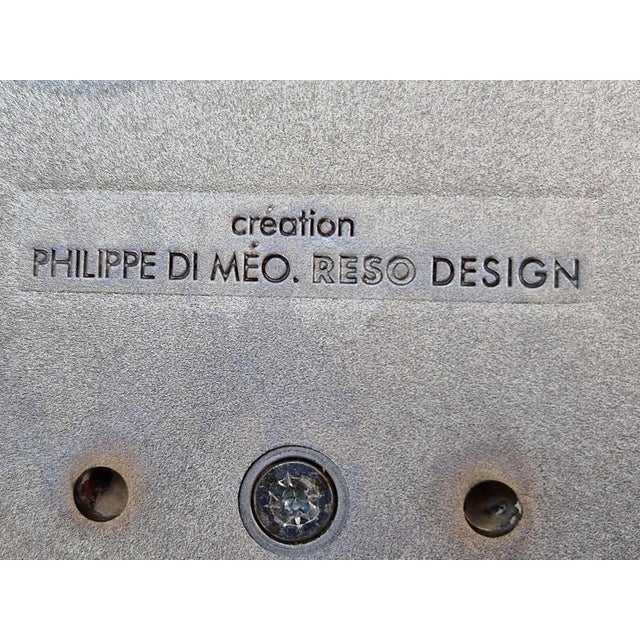 création
PHILIPPE DI MÉO. RESO DESIGN